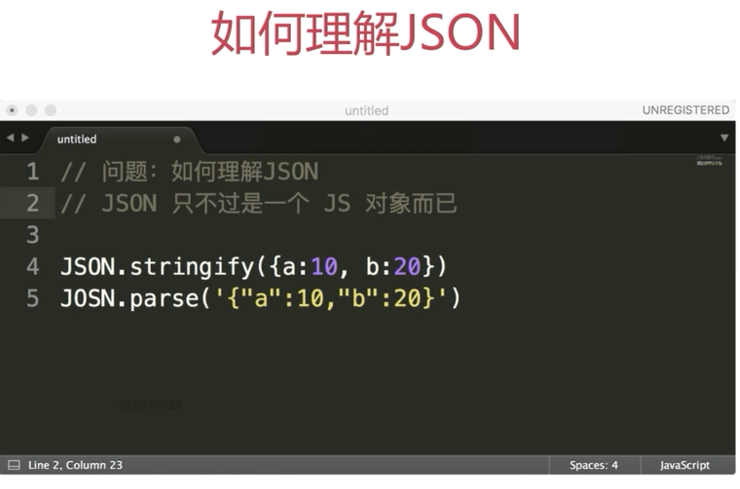 如何理解JSON
untitled
UNREGISTERED
untitled
1 // 问题：如何理解JSON
2 // JSON 只不过是一个 JS 对象而已
3
4 JSON.stringify({a:10, b:20})
5 JOSN.parse('{"a":10,"b":20}')
@2870527
Line 2, Column 23
Spaces: 4
JavaScript